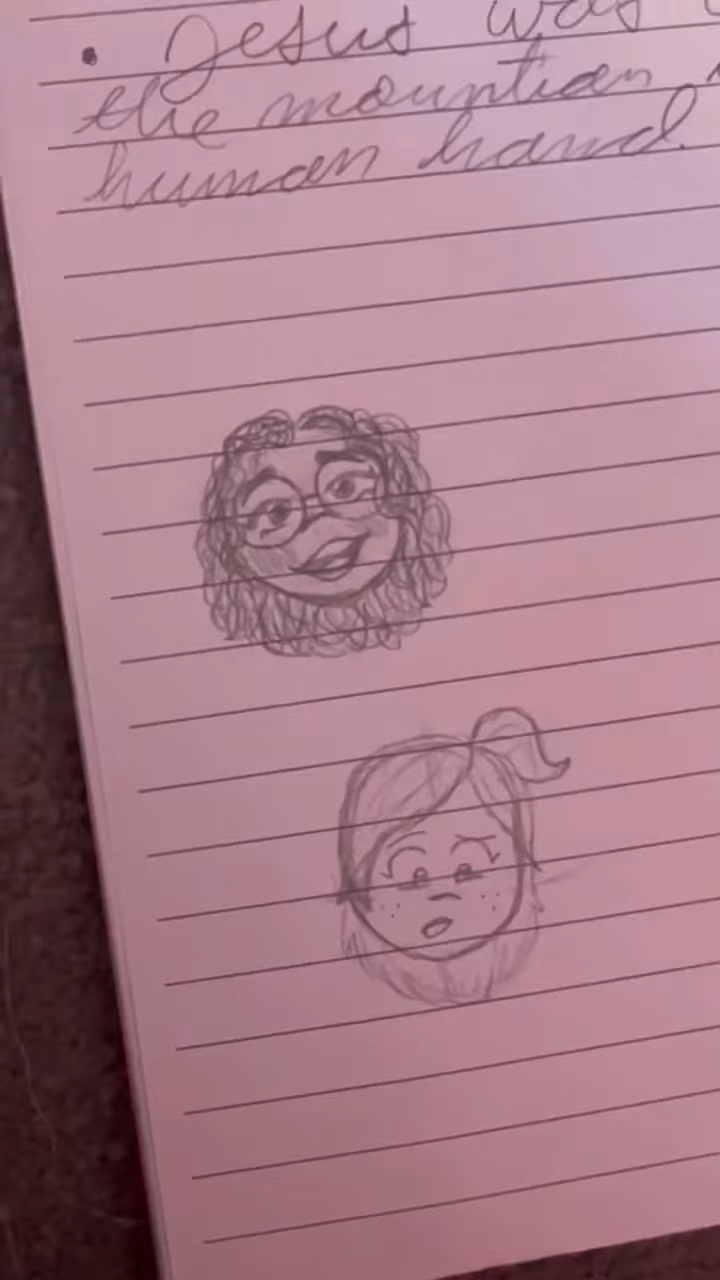 • Jesus was
the mountian
human hand.